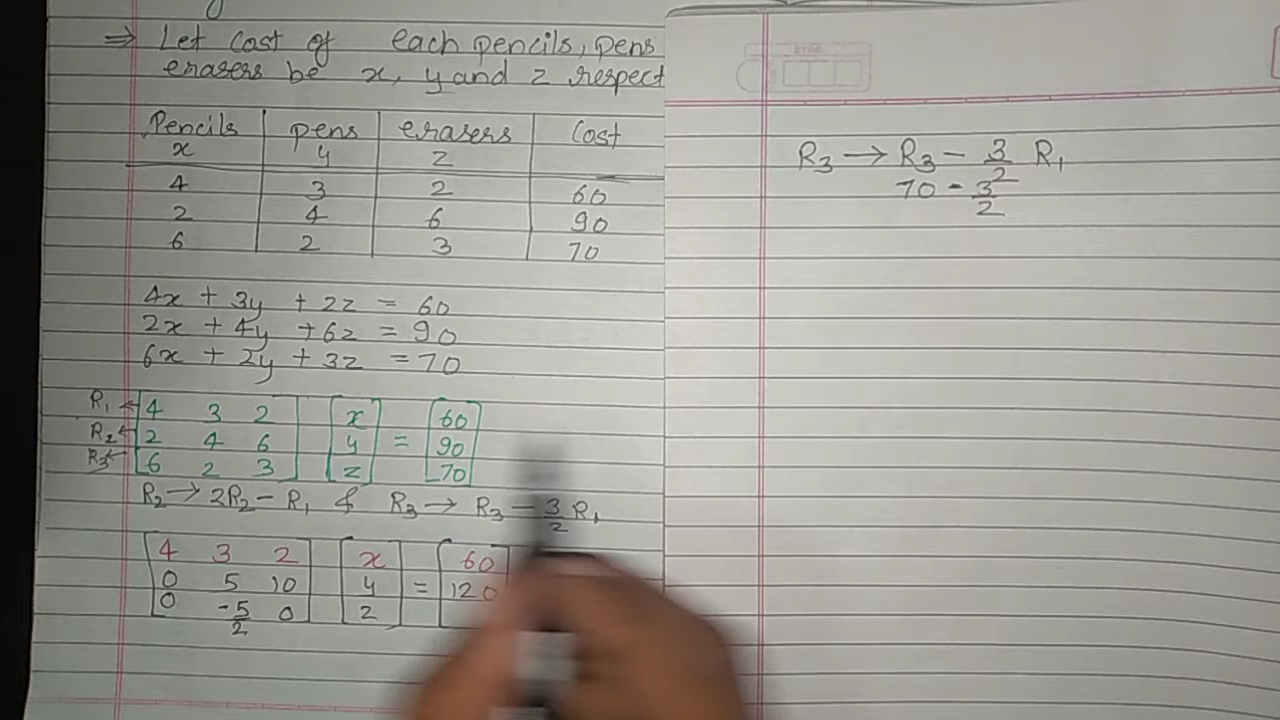 ⇒ Let Cost of each pencils, pens
erasers be x, y and z respect
Pencils pens erasers Cost
x y z
4 3 2 60
2 4 6 90
6 2 3 70
4x + 3y + 2z = 60
2x + 4y + 6z = 90
6x + 2y + 3z = 70
R1 ← [4 3 2] [x] = [60]
R2 ← [2 4 6] [y] = [90]
R3 ← [6 2 3] [z] = [70]
R2 → 2R2 - R1 & R3 → R3 - 3/2 R1
[4 3 2] [x] = [60]
[0 5 10] [y] = [120
[0 -5/2 0] [z]
R3 → R3 - 3/2 R1
70 - 3/2